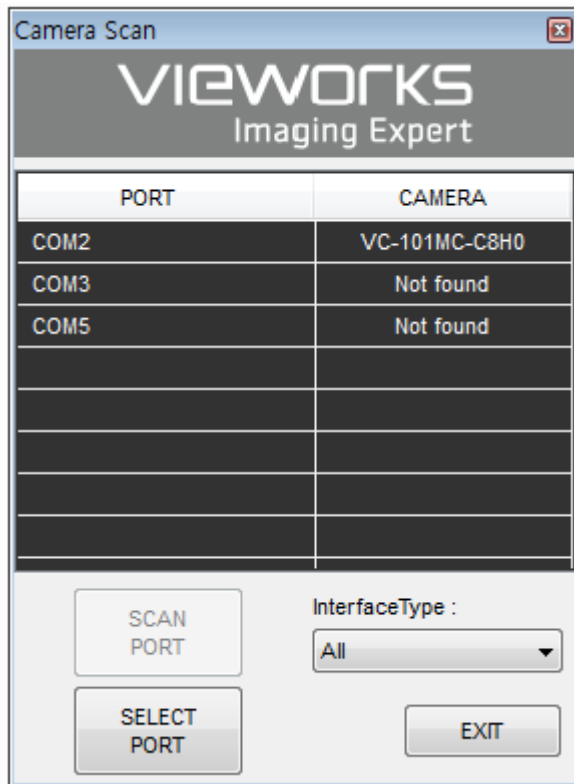 Camera Scan
vieworks
Imaging Expert
PORT CAMERA
COM2 VC-101MC-C8H0
COM3 Not found
COM5 Not found
SCAN
PORT
InterfaceType :
All
SELECT
PORT
EXIT